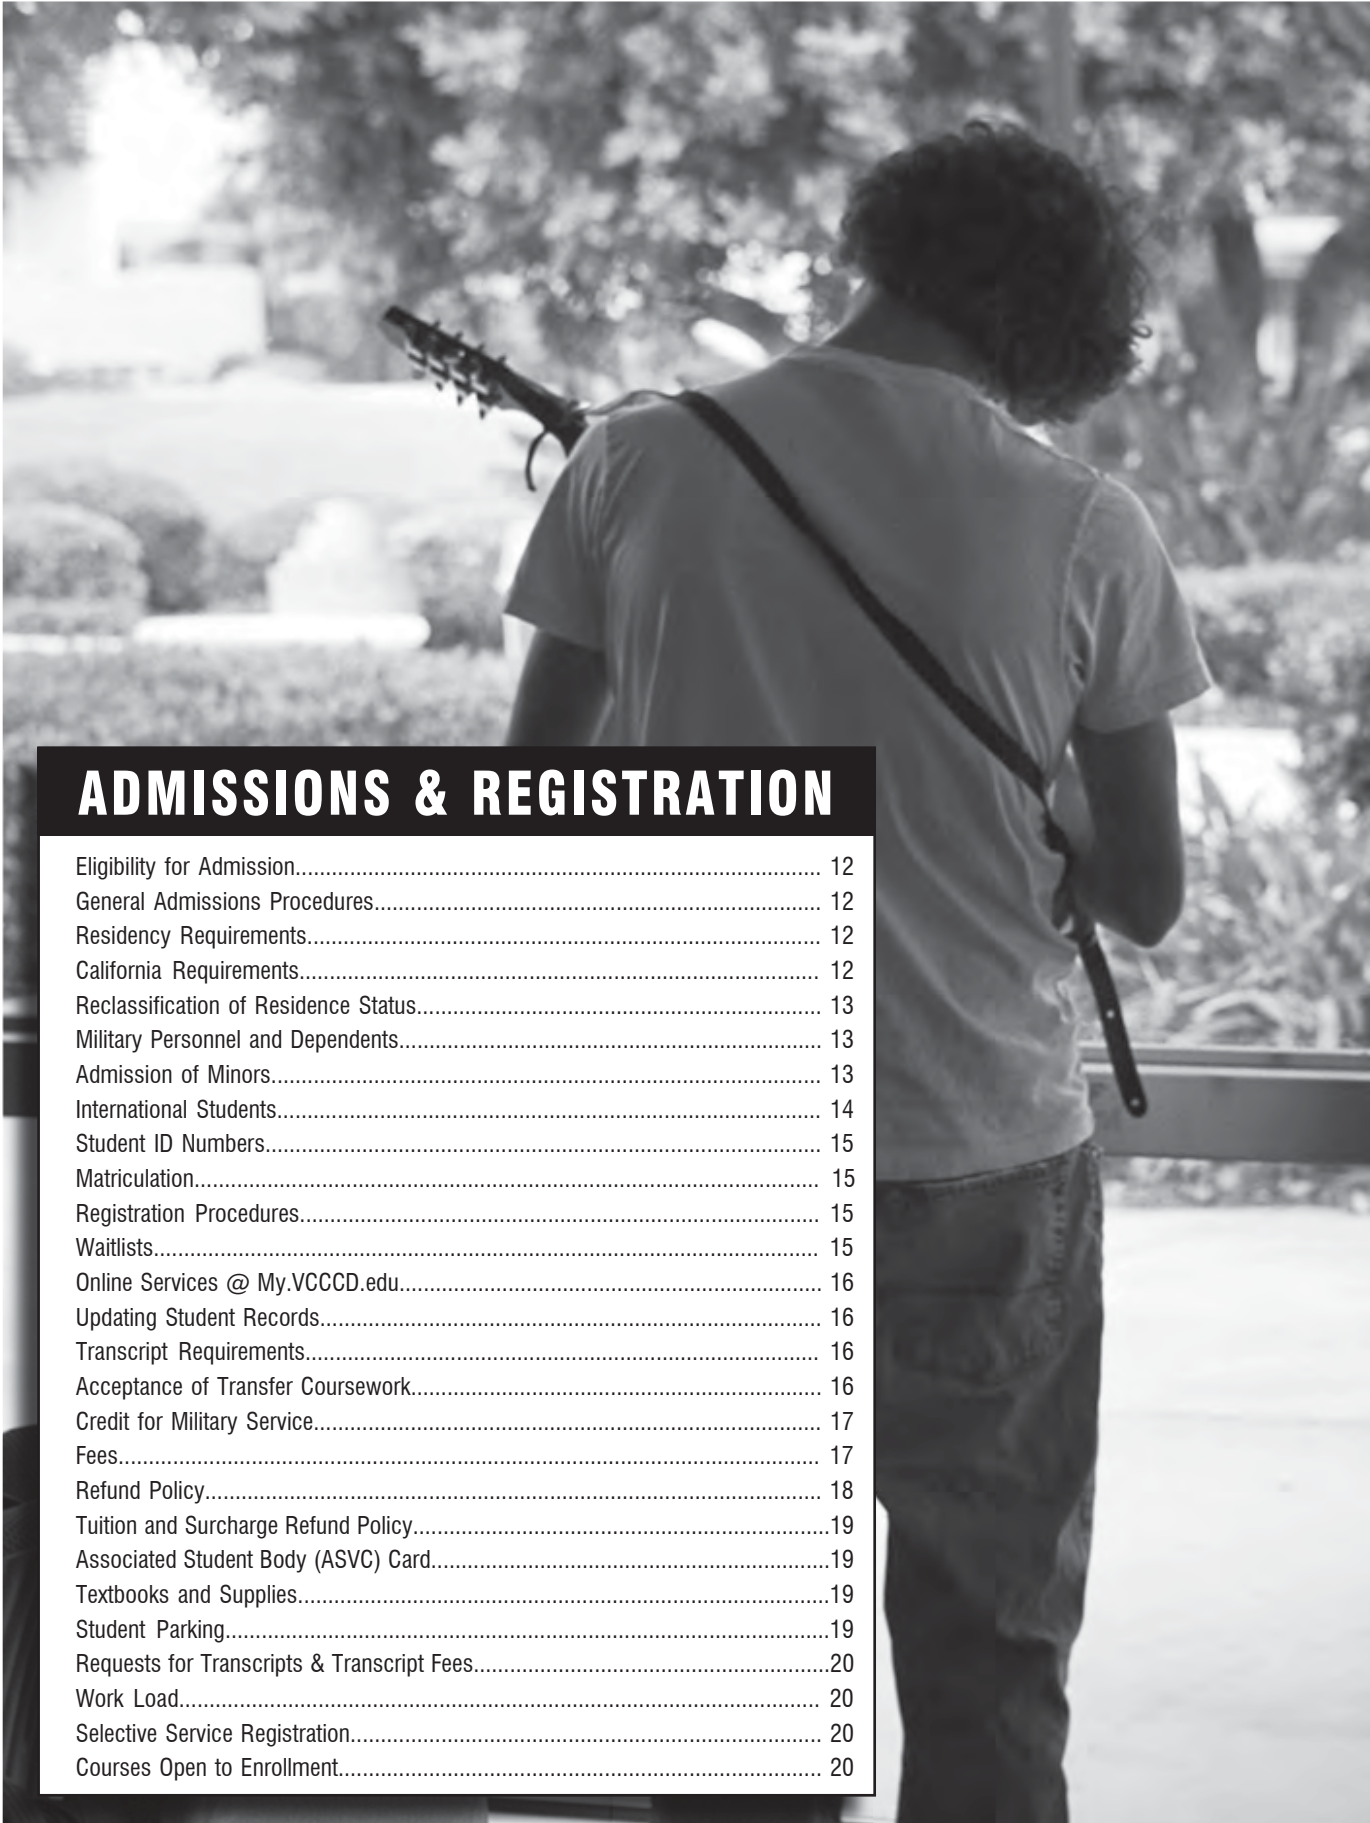 ADMISSIONS & REGISTRATION
Eligibility for Admission........................................................................................ 12
General Admissions Procedures.......................................................................... 12
Residency Requirements..................................................................................... 12
California Requirements...................................................................................... 12
Reclassification of Residence Status................................................................... 13
Military Personnel and Dependents...................................................................... 13
Admission of Minors........................................................................................... 13
International Students.......................................................................................... 14
Student ID Numbers............................................................................................ 15
Matriculation....................................................................................................... 15
Registration Procedures...................................................................................... 15
Waitlists.............................................................................................................. 15
Online Services @ My.VCCCD.edu...................................................................... 16
Updating Student Records................................................................................... 16
Transcript Requirements..................................................................................... 16
Acceptance of Transfer Coursework.................................................................... 16
Credit for Military Service.................................................................................... 17
Fees.................................................................................................................... 17
Refund Policy...................................................................................................... 18
Tuition and Surcharge Refund Policy.....................................................................19
Associated Student Body (ASVC) Card..................................................................19
Textbooks and Supplies........................................................................................19
Student Parking....................................................................................................19
Requests for Transcripts & Transcript Fees...........................................................20
Work Load.......................................................................................................... 20
Selective Service Registration.............................................................................. 20
Courses Open to Enrollment................................................................................ 20